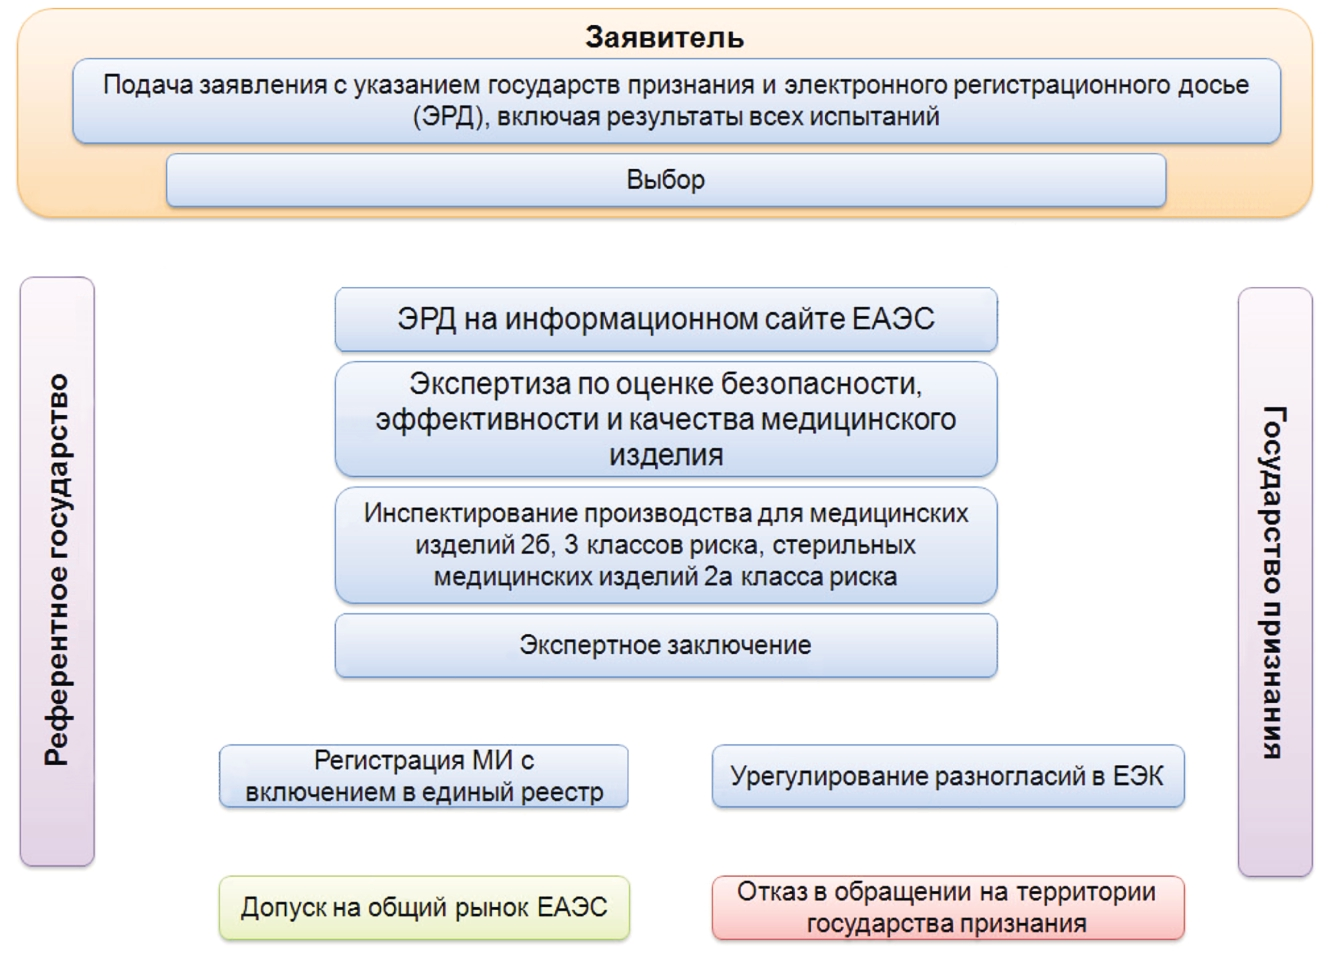 Заявитель
Подача заявления с указанием государств признания и электронного регистрационного досье
(ЭРД), включая результаты всех испытаний
Выбор
Референтное государство
ЭРД на информационном сайте ЕАЭС
Экспертиза по оценке безопасности,
эффективности и качества медицинского
изделия
Инспектирование производства для медицинских
изделий 2б, 3 классов риска, стерильных
медицинских изделий 2а класса риска
Экспертное заключение
Государство признания
Регистрация МИ с
включением в единый реестр
Урегулирование разногласий в ЕЭК
Допуск на общий рынок ЕАЭС
Отказ в обращении на территории
государства признания